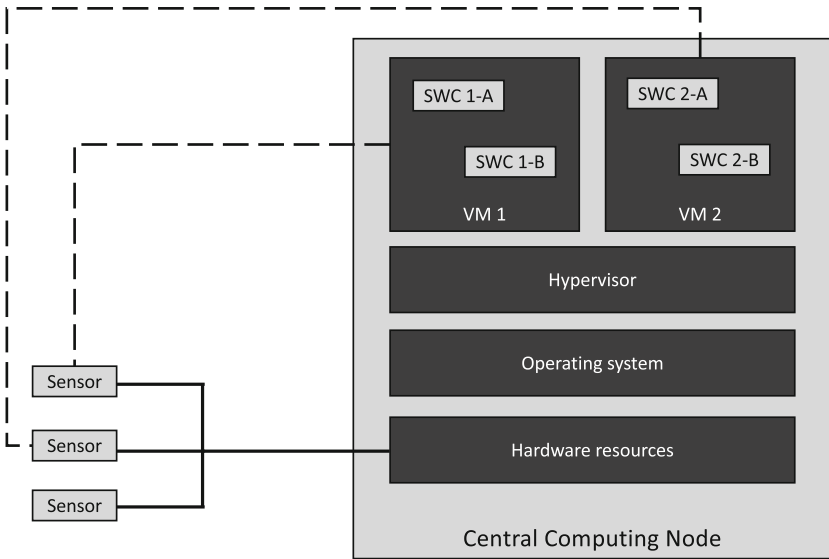 SWC 1-A
SWC 2-A
SWC 1-B
SWC 2-B
VM 1
VM 2
Hypervisor
Operating system
Sensor
Sensor
Hardware resources
Sensor
Central Computing Node